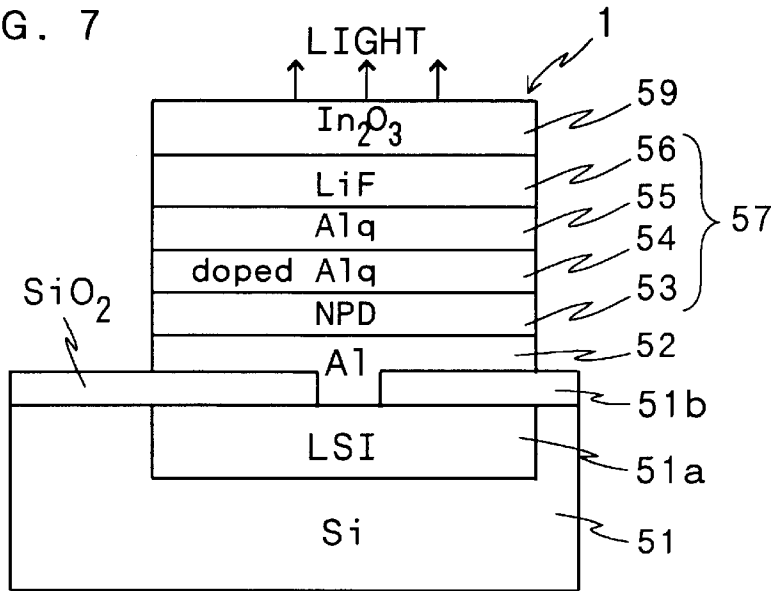 G. 7
LIGHT
1
In2O3
59
LiF
56
Alq
55
57
doped Alq
54
SiO2
NPD
53
Al
52
51b
LSI
51a
Si
51